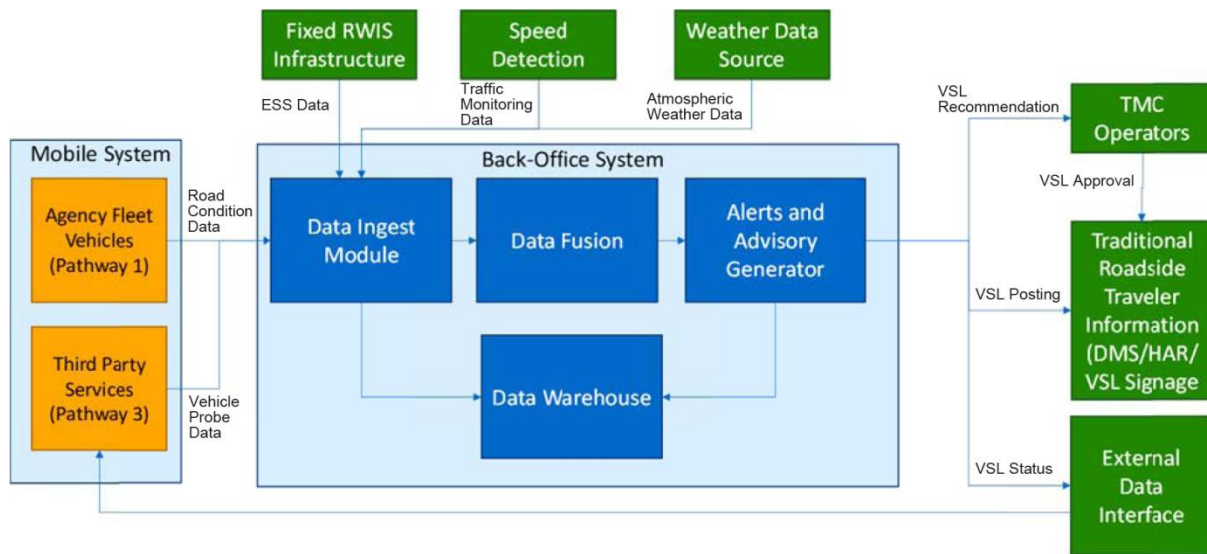 Fixed RWIS
Infrastructure
Speed
Detection
Weather Data
Source
ESS Data
Traffic
Monitoring
Data
Atmospheric
Weather Data
VSL
Recommendation
TMC
Operators
Mobile System
Back-Office System
VSL Approval
Agency Fleet
Vehicles
(Pathway 1)
Road
Condition
Data
Data Ingest
Module
Data Fusion
Alerts and
Advisory
Generator
Traditional
Roadside
Traveler
Information
(DMS/HAR/
VSL Signage
VSL Posting
Third Party
Services
(Pathway 3)
Vehicle
Probe
Data
Data Warehouse
VSL Status
External
Data
Interface